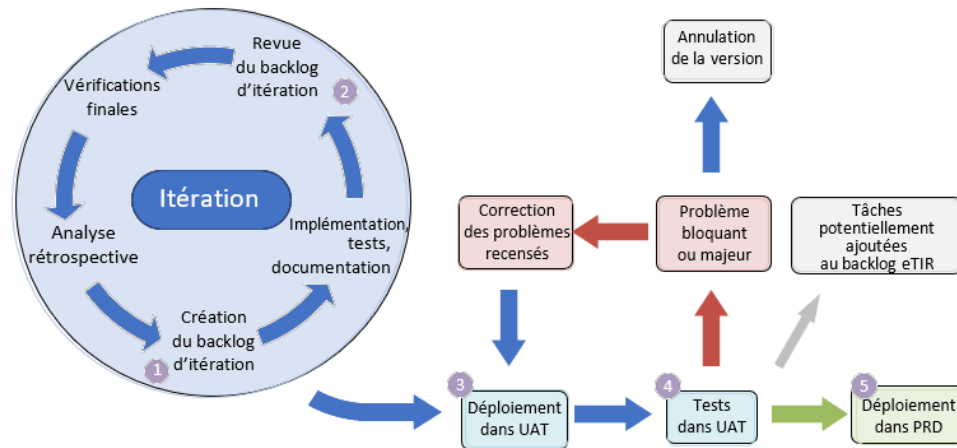 Revue
du backlog
d'itération
2
Vérifications
finales
Itération
Analyse
rétrospective
Implémentation,
tests,
documentation
Création
du backlog
d'itération
1
Annulation
de la version
Correction
des problèmes
recensés
Problème
bloquant
ou majeur
Tâches
potentiellement
ajoutées
au backlog eTIR
3
Déploiement
dans UAT
4
Tests
dans UAT
5
Déploiement
dans PRD